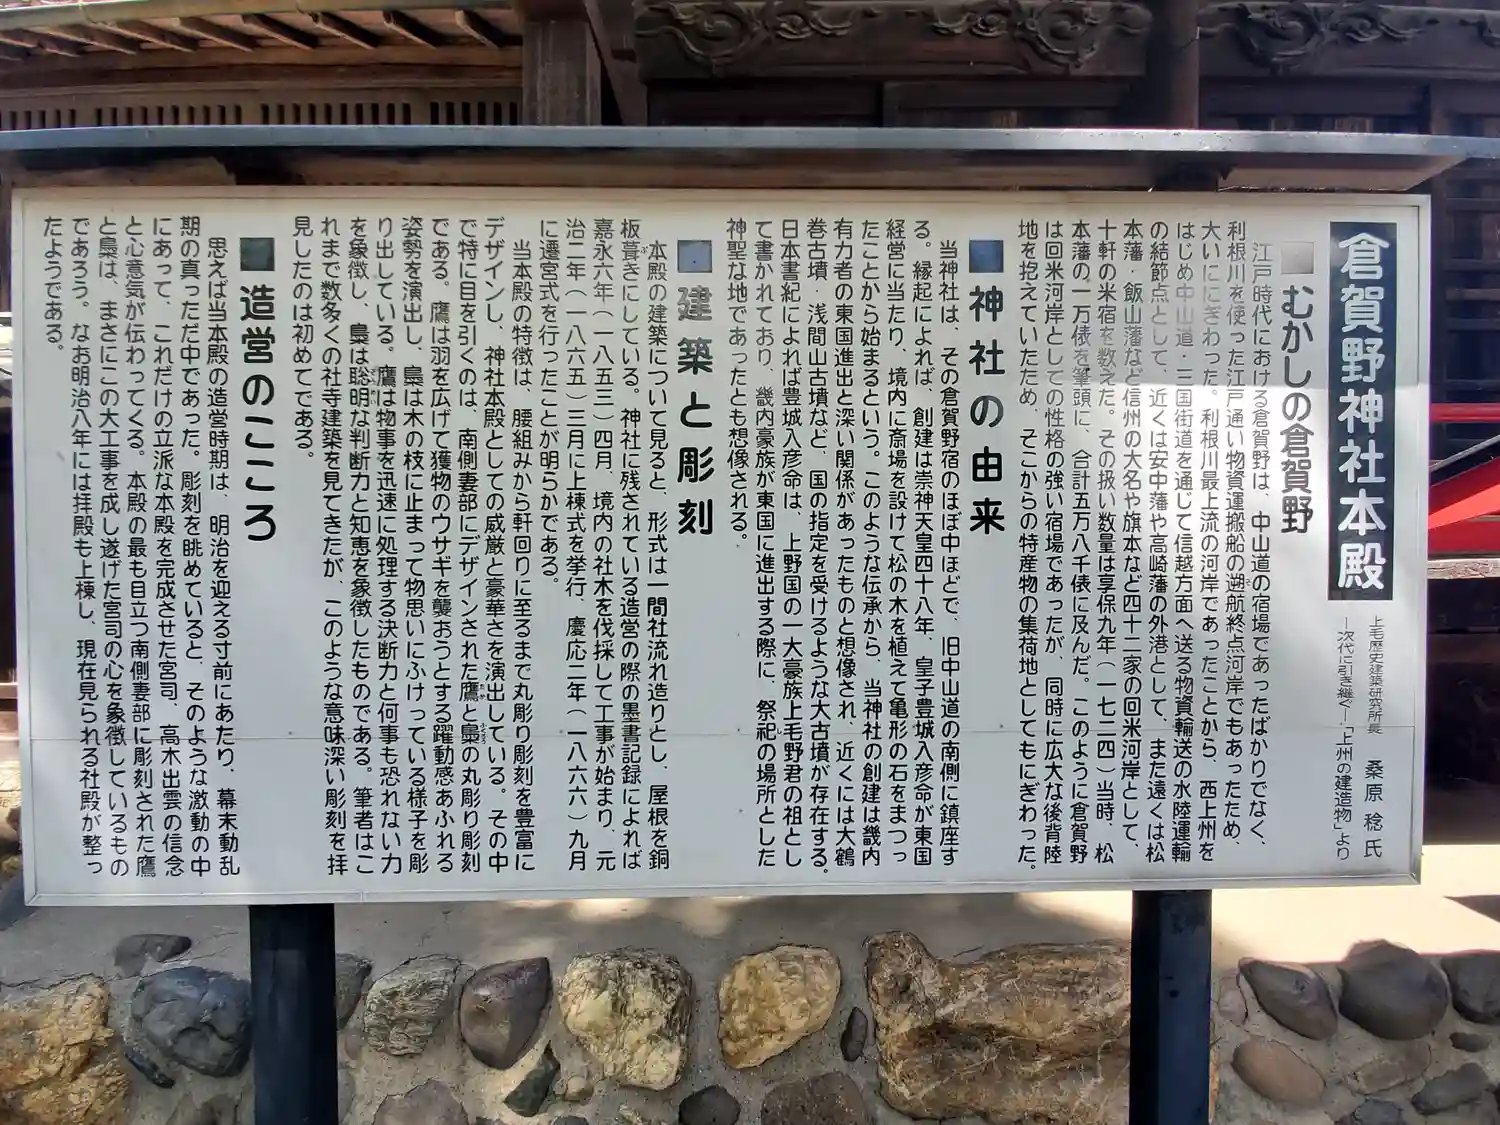 倉賀野神社本殿
上毛歴史建築研究所長 桑原稔氏
―次代に引き継ぐ―「上州の建造物」より
むかしの倉賀野
江戸時代における倉賀野は、中山道の宿場であったばかりでなく、
利根川を使った江戸通い物資運搬船の遡航終点河岸でもあったため、
大いににぎわった。利根川最上流の河岸であったことから、西上州を
はじめ中山道・三国街道を通じて信越方面へ送る物資輸送の水陸運輸
の結節点として、近くは安中藩や高崎藩の外港として、また遠くは松
本藩・飯山藩など信州の大名や旗本など四十二家の回米河岸として、
十軒の米宿を数えた。その扱い数量は享保九年(一七二四)当時、松
本藩の一万俵を筆頭に、合計五万八千俵に及んだ。このように倉賀野
は回米河岸としての性格の強い宿場であったが、同時に広大な後背陸
地を抱えていたため、そこからの特産物の集荷地としてもにぎわった。
神社の由来
当神社は、その倉賀野宿のほぼ中ほどで、旧中山道の南側に鎮座す
る。縁起によれば、創建は崇神天皇四十八年、皇子豊城入彦命が東国
経営に当たり、境内に斎場を設けて松の木を植えて亀形の石をまつっ
たことから始まるという。このような伝承から、当神社の創建は畿内
有力者の東国進出と深い関係があったものと想像され、近くには大鶴
巻古墳・浅間山古墳など、国の指定を受けるような大古墳が存在する。
日本書紀によれば豊城入彦命は、上野国の一大豪族上毛野君の祖とし
て書かれており、畿内豪族が東国に進出する際に、祭祀の場所とした
神聖な地であったとも想像される。
建築と彫刻
本殿の建築について見ると、形式は一間社流れ造りとし、屋根を銅
板葺きにしている。神社に残されている造営の際の墨書記録によれば
嘉永六年(一八五三)四月、境内の社木を伐採して工事が始まり、元
治二年(一八六五)三月に上棟式を挙行、慶応二年(一八六六)九月
に遷宮式を行ったことが明らかである。
当本殿の特徴は、腰組みから軒回りに至るまで丸彫り彫刻を豊富に
デザインし、神社本殿としての威厳と豪華さを演出している。その中
で特に目を引くのは、南側妻部にデザインされた鷹と梟の丸彫り彫刻
である。鷹は羽を広げて獲物のウサギを襲おうとする躍動感あふれる
姿勢を演出し、梟は木の枝に止まって物思いにふけっている様子を彫
り出している。鷹は物事を迅速に処理する決断力と何事も恐れない力
を象徴し、梟は聡明な判断力と知恵を象徴したものである。筆者はこ
れまで数多くの社寺建築を見てきたが、このような意味深い彫刻を拝
見したのは初めてである。
造営のこころ
思えば当本殿の造営時期は、明治を迎える寸前にあたり、幕末動乱
期の真っただ中であった。彫刻を眺めていると、そのような激動の中
にあって、これだけの立派な本殿を完成させた宮司、高木出雲の信念
と心意気が伝わってくる。本殿の最も目立つ南側妻部に彫刻された鷹
と梟は、まさにこの大工事を成し遂げた宮司の心を象徴しているもの
であろう。なお明治八年には拝殿も上棟し、現在見られる社殿が整っ
たようである。